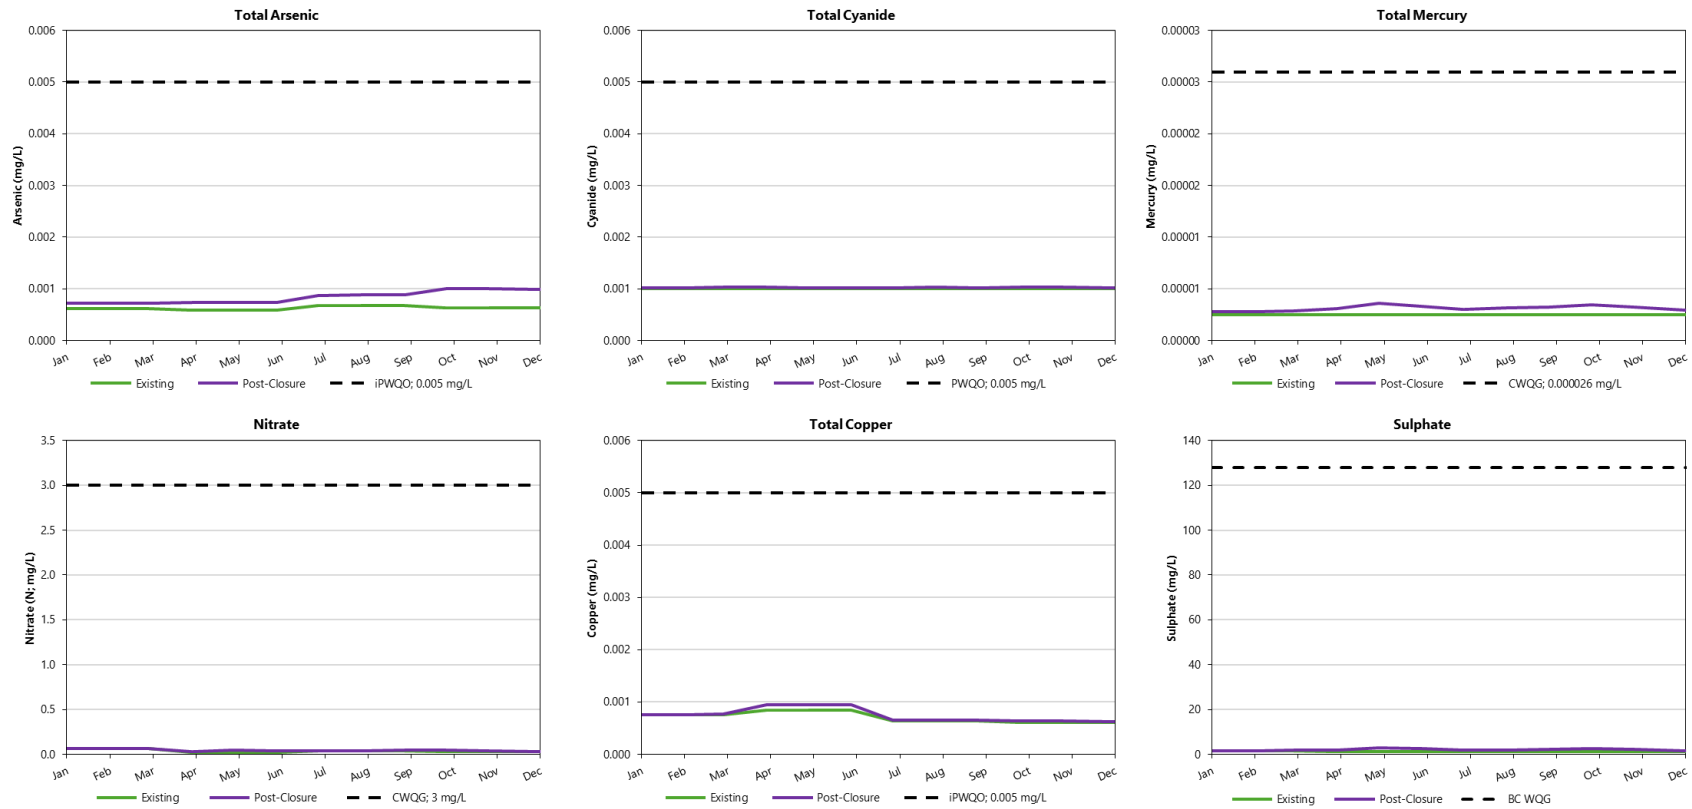 Total Arsenic
Arsenic (mg/L)
0.006
0.005
0.004
0.003
0.002
0.001
0.000
Jan Feb Mar Apr May Jun Jul Aug Sep Oct Nov Dec
Existing Post-Closure iPWQO; 0.005 mg/L
Total Cyanide
Cyanide (mg/L)
0.006
0.005
0.004
0.003
0.002
0.001
0.000
Jan Feb Mar Apr May Jun Jul Aug Sep Oct Nov Dec
Existing Post-Closure PWQO; 0.005 mg/L
Total Mercury
Mercury (mg/L)
0.00003
0.00003
0.00002
0.00002
0.00001
0.00001
0.00000
Jan Feb Mar Apr May Jun Jul Aug Sep Oct Nov Dec
Existing Post-Closure CWQG; 0.000026 mg/L
Nitrate
Nitrate (N; mg/L)
3.5
3.0
2.5
2.0
1.5
1.0
0.5
0.0
Jan Feb Mar Apr May Jun Jul Aug Sep Oct Nov Dec
Existing Post-Closure CWQG; 3 mg/L
Total Copper
Copper (mg/L)
0.006
0.005
0.004
0.003
0.002
0.001
0.000
Jan Feb Mar Apr May Jun Jul Aug Sep Oct Nov Dec
Existing Post-Closure iPWQO; 0.005 mg/L
Sulphate
Sulphate (mg/L)
140
120
100
80
60
40
20
0
Jan Feb Mar Apr May Jun Jul Aug Sep Oct Nov Dec
Existing Post-Closure BC WQG